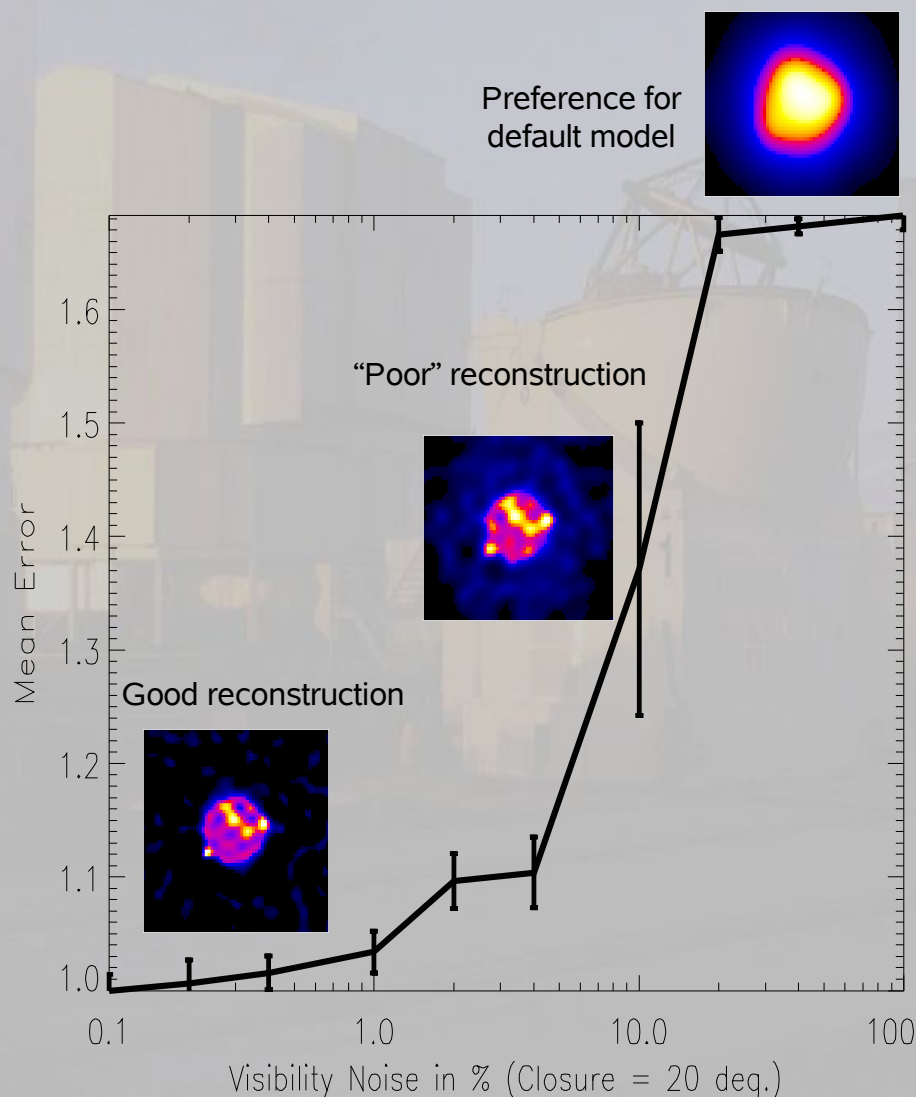 Preference for
default model
1.6
"Poor" reconstruction
1.5
1.4
Mean Error
1.3
Good reconstruction
1.2
1.1
1.0
0.1
1.0
10.0
100
Visibility Noise in % (Closure = 20 deg.)